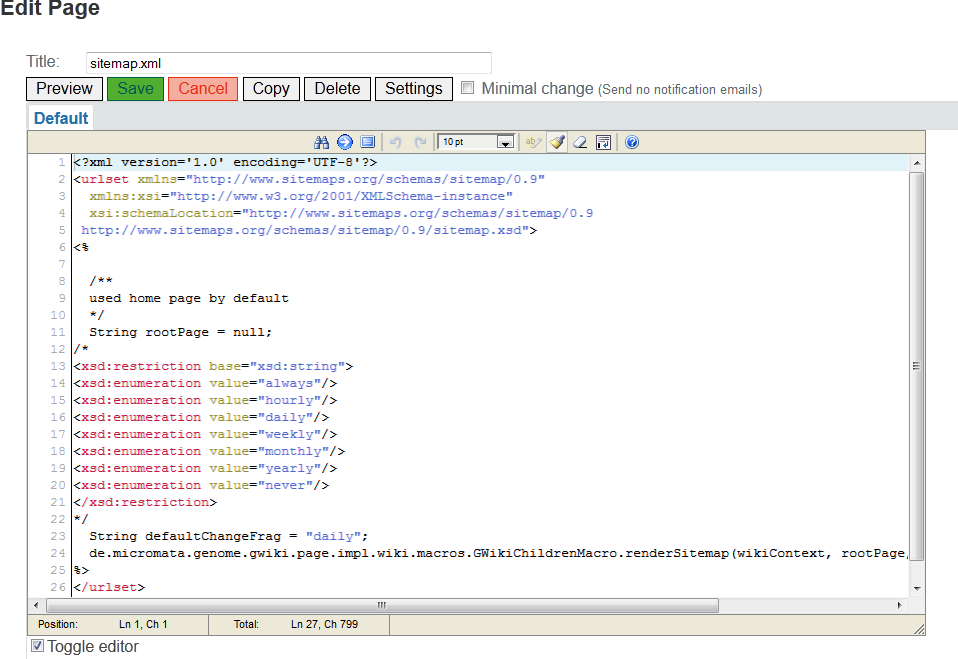 Edit Page
Title: sitemap.xml
Preview Save Cancel Copy Delete Settings Minimal change (Send no notification emails)
Default
10 pt
1 <?xml version='1.0' encoding='UTF-8'?>
2 <urlset xmlns="http://www.sitemaps.org/schemas/sitemap/0.9"
3 xmlns:xsi="http://www.w3.org/2001/XMLSchema-instance"
4 xsi:schemaLocation="http://www.sitemaps.org/schemas/sitemap/0.9
5 http://www.sitemaps.org/schemas/sitemap/0.9/sitemap.xsd">
6 <%
7
8 /**
9 used home page by default
10 */
11 String rootPage = null;
12 /*
13 <xsd:restriction base="xsd:string">
14 <xsd:enumeration value="always"/>
15 <xsd:enumeration value="hourly"/>
16 <xsd:enumeration value="daily"/>
17 <xsd:enumeration value="weekly"/>
18 <xsd:enumeration value="monthly"/>
19 <xsd:enumeration value="yearly"/>
20 <xsd:enumeration value="never"/>
21 </xsd:restriction>
22 */
23 String defaultChangeFrag = "daily";
24 de.micromata.genome.gwiki.page.impl.wiki.macros.GWikiChildrenMacro.renderSitemap(wikiContext, rootPage,
25 %>
26 </urlset>
Position: Ln 1, Ch 1 Total: Ln 27, Ch 799
Toggle editor